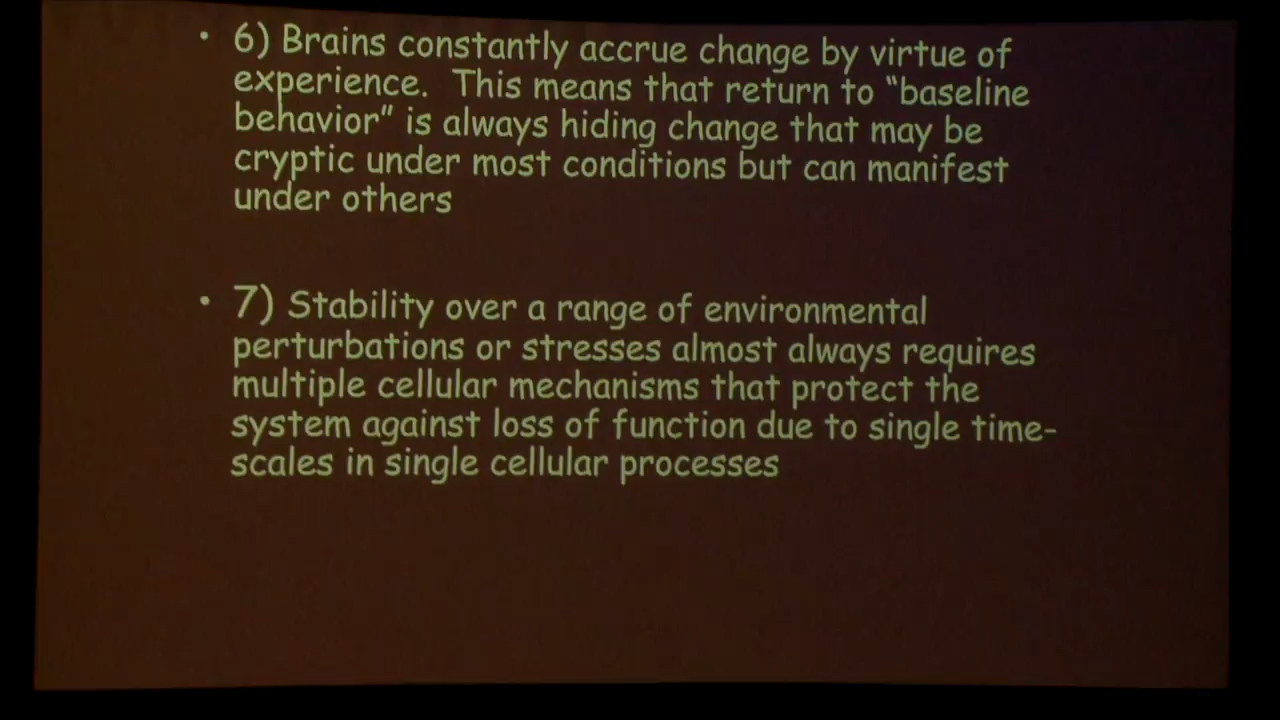 • 6) Brains constantly accrue change by virtue of
experience.  This means that return to “baseline
behavior” is always hiding change that may be
cryptic under most conditions but can manifest
under others
• 7) Stability over a range of environmental
perturbations or stresses almost always requires
multiple cellular mechanisms that protect the
system against loss of function due to single time-
scales in single cellular processes